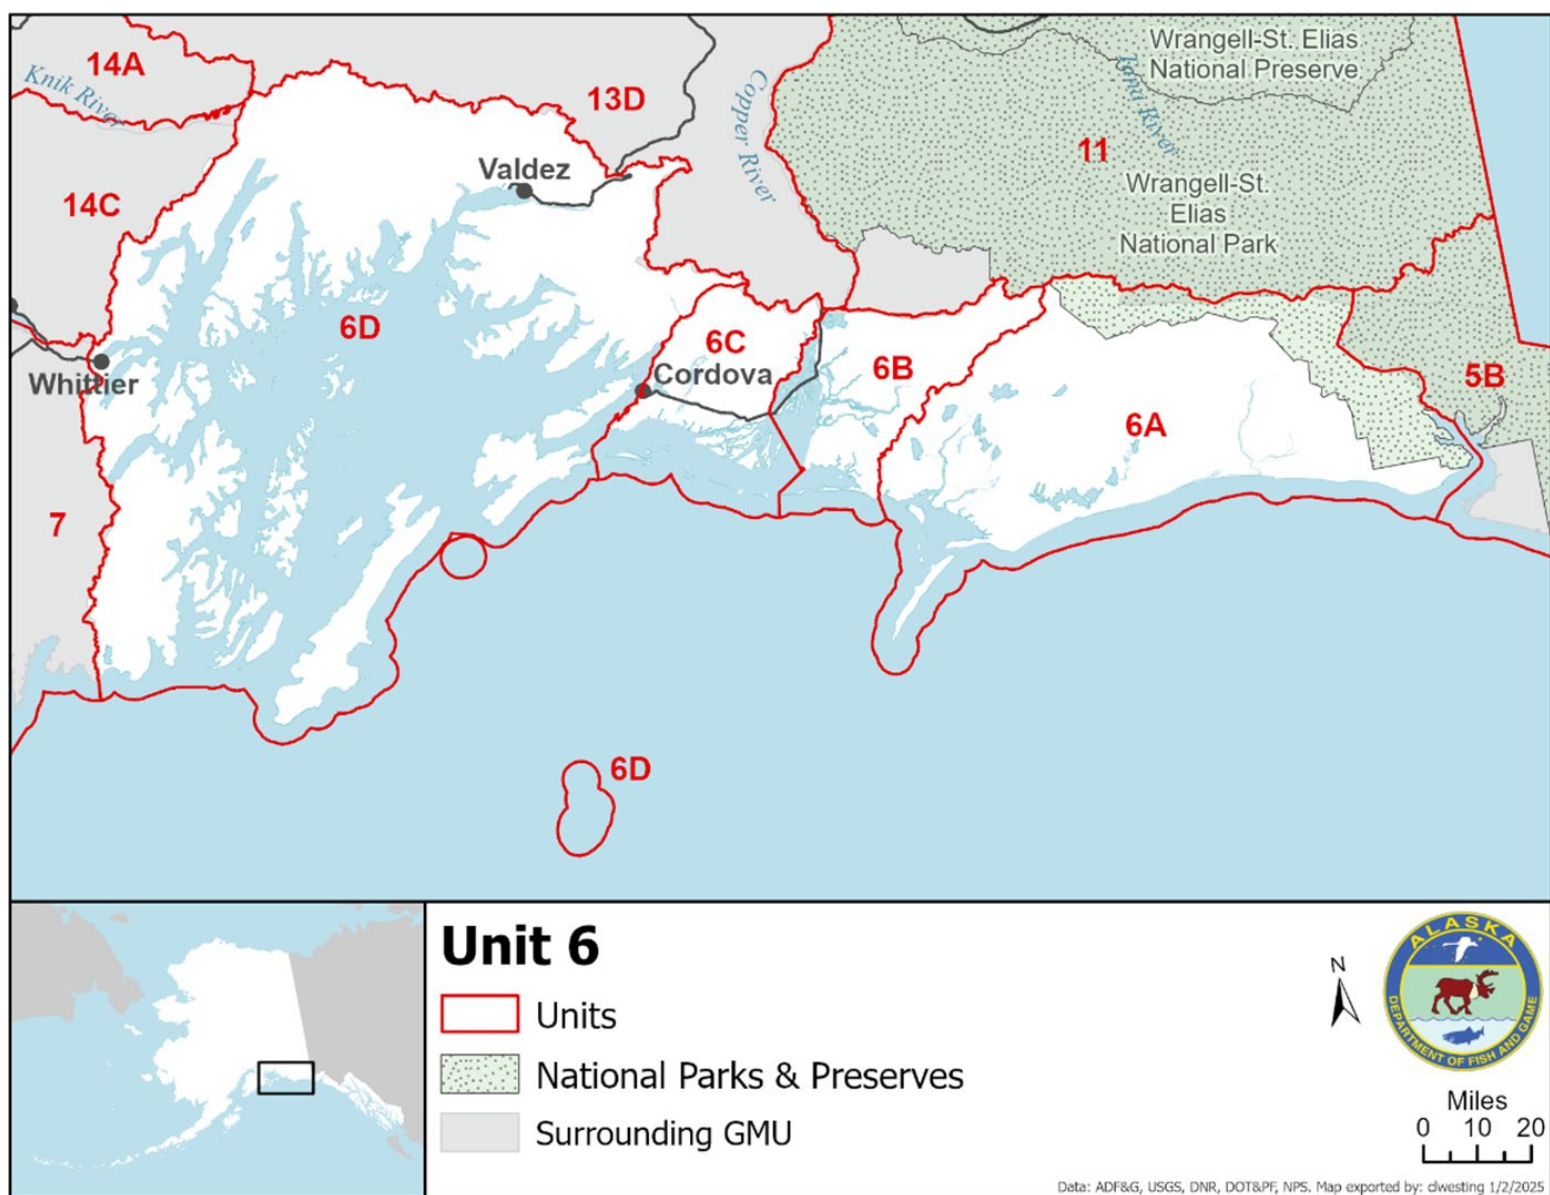 14A
Knik River
13D
Copper River
Wrangell-St. Elias
National Preserve
Tana River
11
Valdez
14C
Wrangell-St.
Elias
National Park
6D
6C
6B
Cordova
Whittier
5B
6A
7
6D
Unit 6
Units
National Parks & Preserves
Surrounding GMU
N
ALASKA
DEPARTMENT OF FISH AND GAME
Miles
0 10 20
Data: ADF&G, USGS, DNR, DOT&PF, NPS. Map exported by: clwesting 1/2/2025